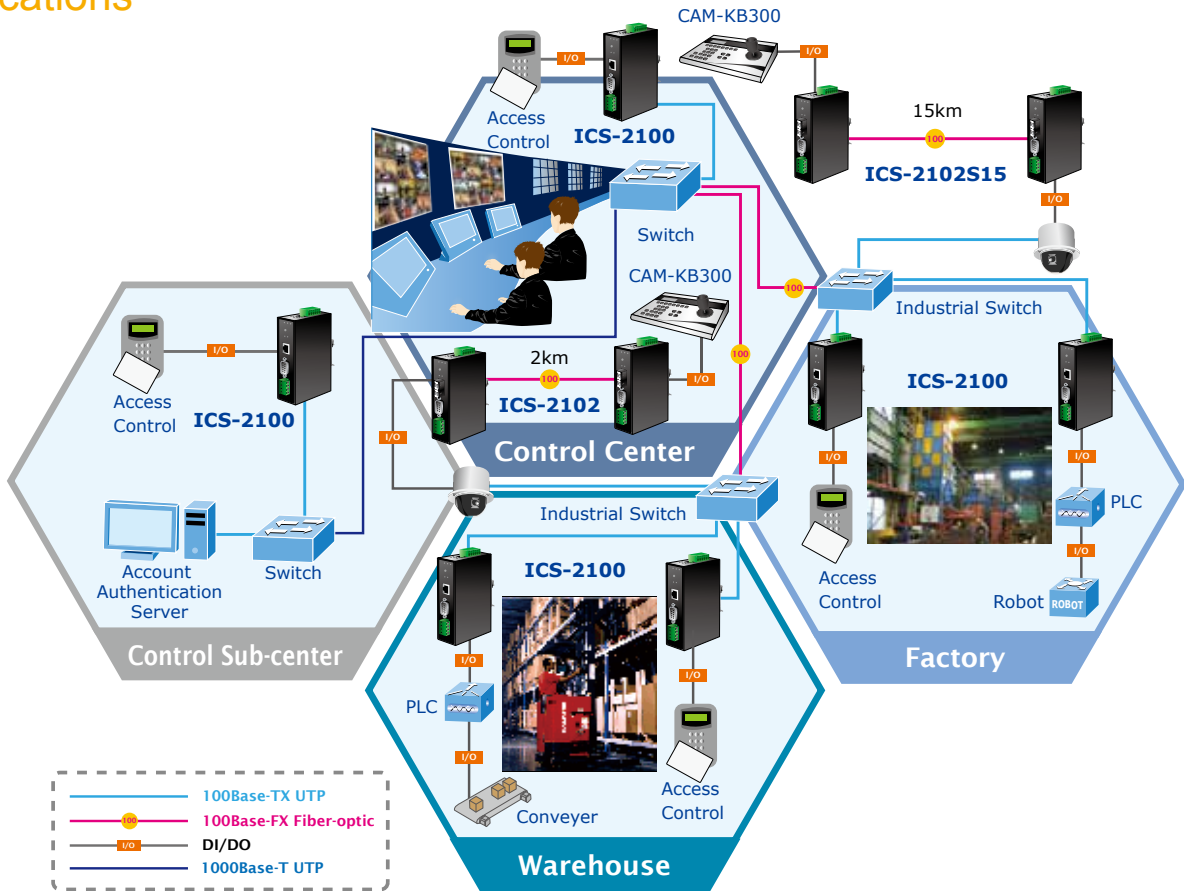 cations
CAM-KB300
I/O
I/O
Access
Control
ICS-2100
15km
100
ICS-2102S15
I/O
Switch
CAM-KB300
100
Industrial Switch
I/O
2km
100
100
I/O
ICS-2100
Access
Control
ICS-2100
ICS-2102
I/O
Control Center
I/O
I/O
PLC
Industrial Switch
I/O
Account
Authentication
Server
Switch
ICS-2100
Access
Control
Robot
ROBOT
Control Sub-center
Factory
I/O
I/O
PLC
I/O
Access
Control
Conveyer
Warehouse
100Base-TX UTP
100
100Base-FX Fiber-optic
I/O
DI/DO
1000Base-T UTP